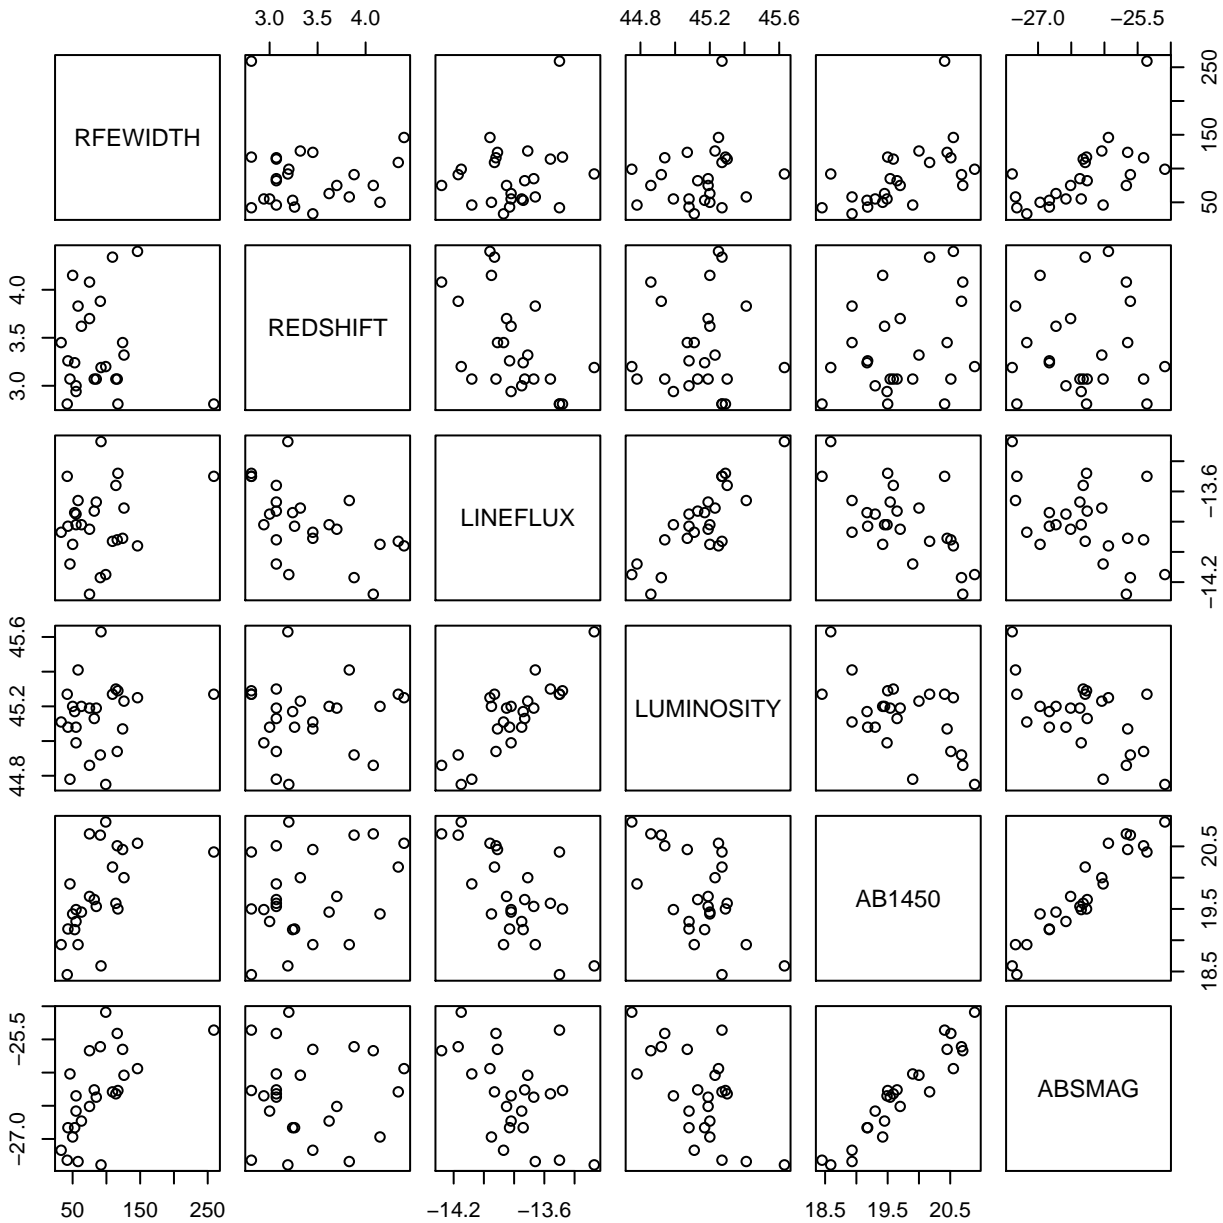 3.0 3.5 4.0 44.8 45.2 45.6 −27.0 −25.5
RFEWIDTH
50 150 250
3.0 3.5 4.0
REDSHIFT
LINEFLUX
−14.2 −13.6
44.8 45.2 45.6
LUMINOSITY
AB1450
18.5 19.5 20.5
−27.0 −25.5
ABSMAG
50 150 250 −14.2 −13.6 18.5 19.5 20.5